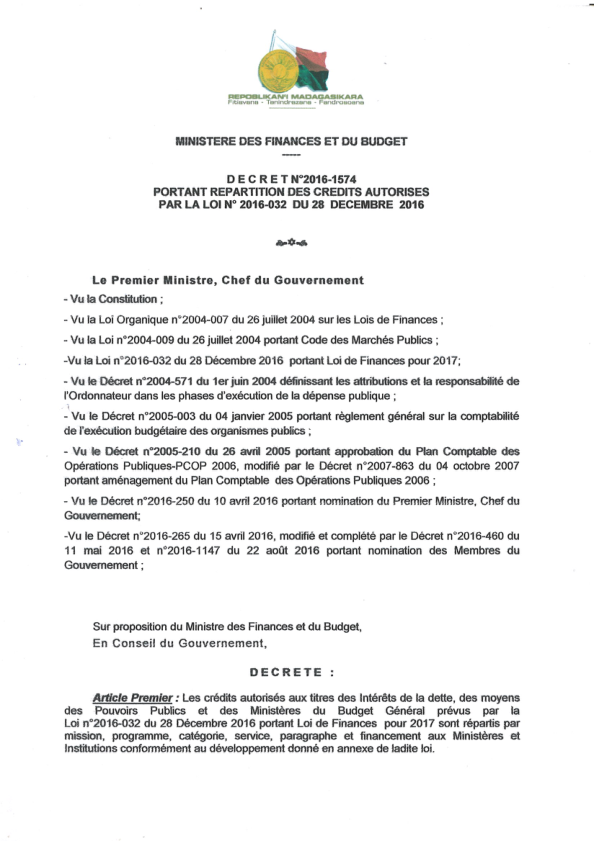 REPOBLIKAN'I MADAGASIKARA
Fitiavana - Tanindrazana - Fandrosoana
MINISTERE DES FINANCES ET DU BUDGET
-----
D E C R E T N°2016-1574
PORTANT REPARTITION DES CREDITS AUTORISES
PAR LA LOI N° 2016-032 DU 28 DECEMBRE 2016
Le Premier Ministre, Chef du Gouvernement
- Vu la Constitution ;
- Vu la Loi Organique n°2004-007 du 26 juillet 2004 sur les Lois de Finances ;
- Vu la Loi n°2004-009 du 26 juillet 2004 portant Code des Marchés Publics ;
-Vu la Loi n°2016-032 du 28 Décembre 2016 portant Loi de Finances pour 2017;
- Vu le Décret n°2004-571 du 1er juin 2004 définissant les attributions et la responsabilité de
l'Ordonnateur dans les phases d'exécution de la dépense publique ;
- Vu le Décret n°2005-003 du 04 janvier 2005 portant règlement général sur la comptabilité
de l'exécution budgétaire des organismes publics ;
- Vu le Décret n°2005-210 du 26 avril 2005 portant approbation du Plan Comptable des
Opérations Publiques-PCOP 2006, modifié par le Décret n°2007-863 du 04 octobre 2007
portant aménagement du Plan Comptable des Opérations Publiques 2006 ;
- Vu le Décret n°2016-250 du 10 avril 2016 portant nomination du Premier Ministre, Chef du
Gouvernement;
-Vu le Décret n°2016-265 du 15 avril 2016, modifié et complété par le Décret n°2016-460 du
11 mai 2016 et n°2016-1147 du 22 août 2016 portant nomination des Membres du
Gouvernement ;
Sur proposition du Ministre des Finances et du Budget,
En Conseil du Gouvernement,
D E C R E T E :
Article Premier : Les crédits autorisés aux titres des Intérêts de la dette, des moyens
des Pouvoirs Publics et des Ministères du Budget Général prévus par la
Loi n°2016-032 du 28 Décembre 2016 portant Loi de Finances pour 2017 sont répartis par
mission, programme, catégorie, service, paragraphe et financement aux Ministères et
Institutions conformément au développement donné en annexe de ladite loi.